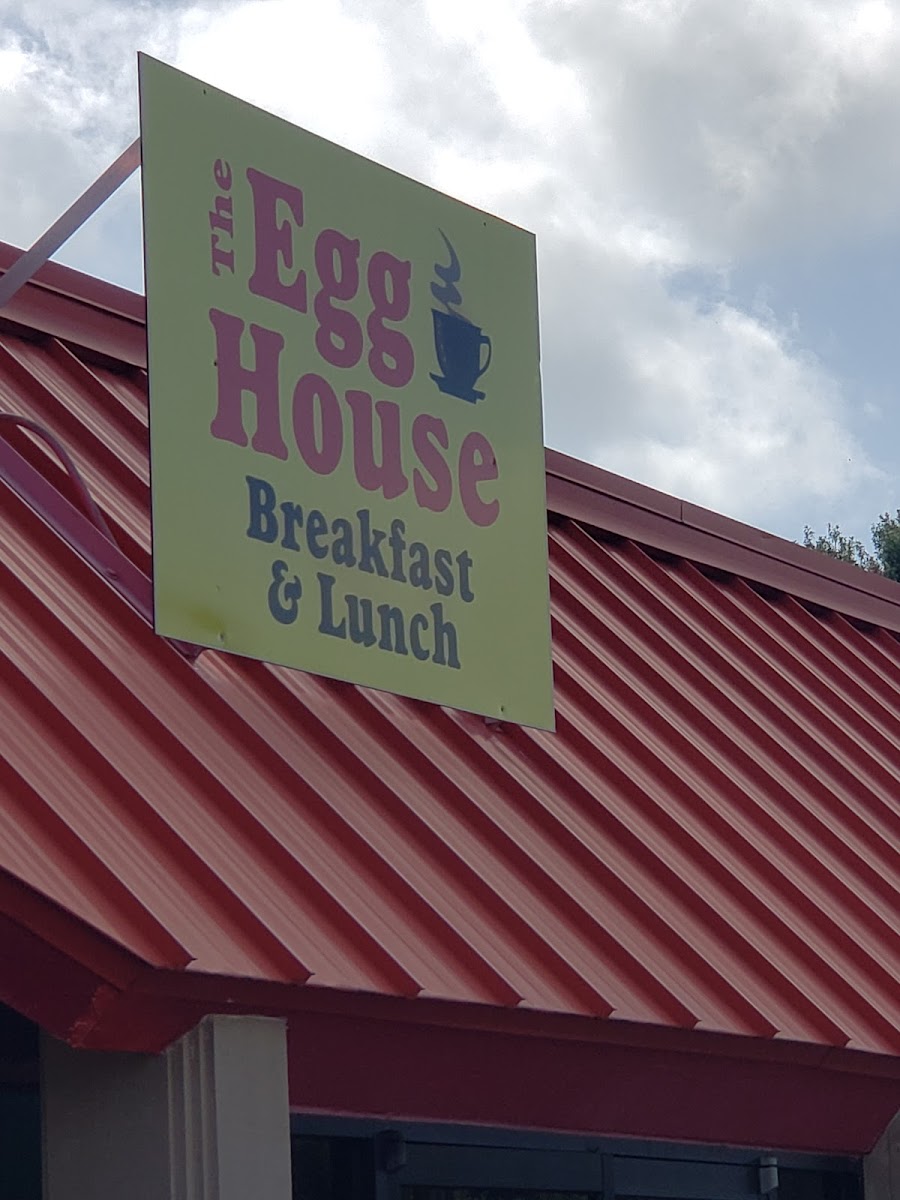 The Egg
House
Breakfast
& Lunch